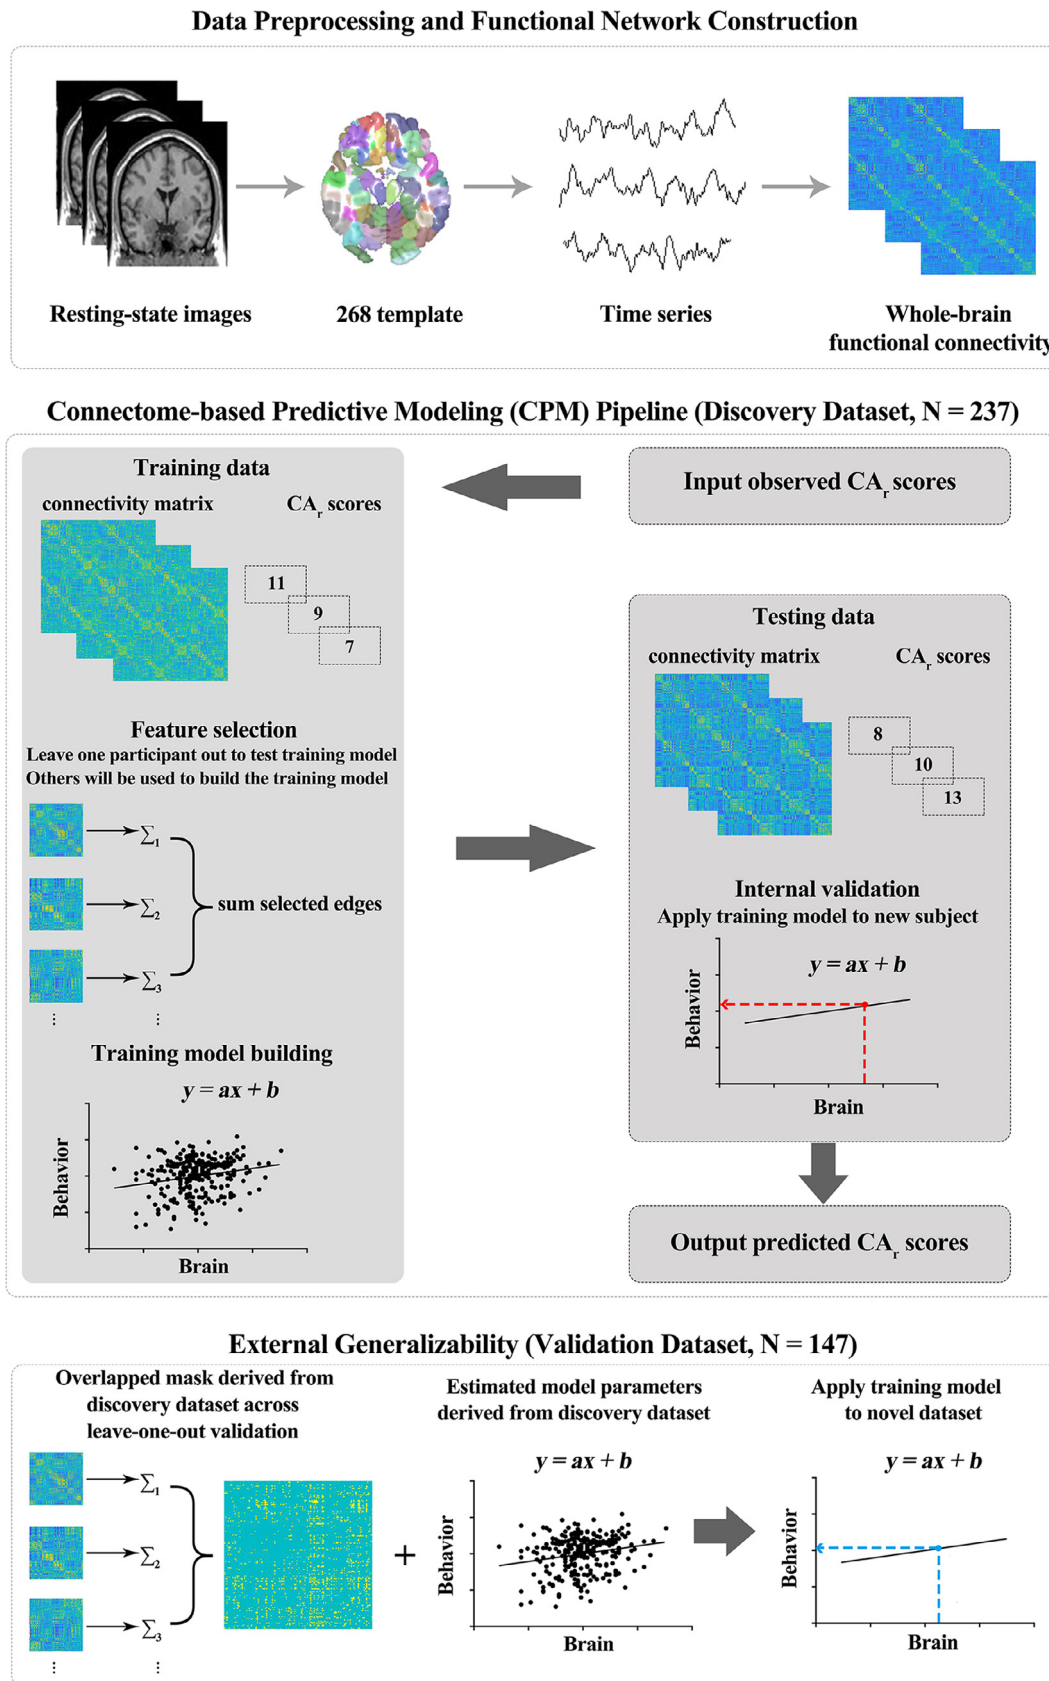 Data Preprocessing and Functional Network Construction
Resting-state images
268 template
Time series
Whole-brain
functional connectivity
Connectome-based Predictive Modeling (CPM) Pipeline (Discovery Dataset, N = 237)
Training data
connectivity matrix
CAr scores
11
9
7
Feature selection
Leave one participant out to test training model
Others will be used to build the training model
∑1
∑2
∑3
sum selected edges
...
...
Training model building
y = ax + b
Behavior
Brain
Input observed CAr scores
Testing data
connectivity matrix
CAr scores
8
10
13
Internal validation
Apply training model to new subject
y = ax + b
Behavior
Brain
Output predicted CAr scores
External Generalizability (Validation Dataset, N = 147)
Overlapped mask derived from
discovery dataset across
leave-one-out validation
∑1
∑2
∑3
...
...
+
Estimated model parameters
derived from discovery dataset
y = ax + b
Behavior
Brain
Apply training model
to novel dataset
y = ax + b
Behavior
Brain